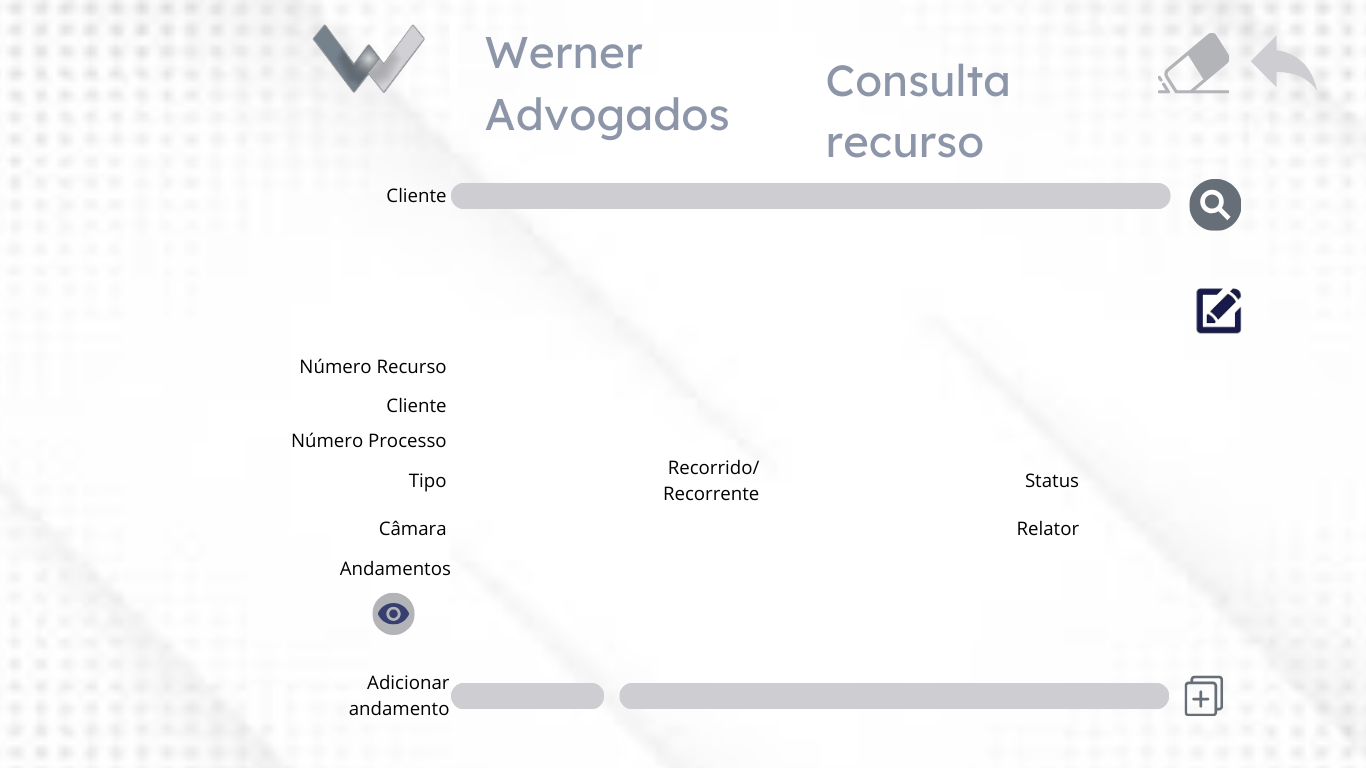 Werner
Advogados
Consulta
recurso
Cliente
Número Recurso
Cliente
Número Processo
Tipo
Recorrido/
Recorrente
Status
Câmara
Relator
Andamentos
Adicionar
andamento